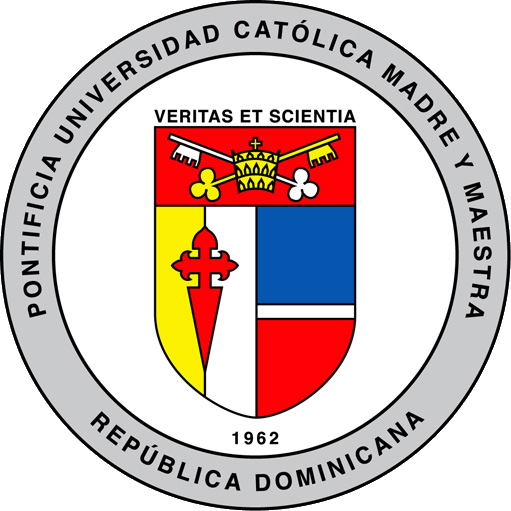 PONTIFICIA UNIVERSIDAD CATÓLICA MADRE Y MAESTRA
VERITAS ET SCIENTIA
1962
REPÚBLICA DOMINICANA